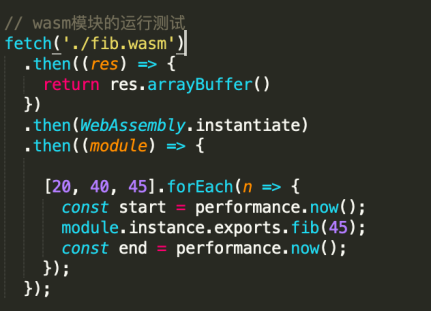 // wasm模块的运行测试
fetch('./fib.wasm')
.then((res) => {
return res.arrayBuffer()
})
.then(WebAssembly.instantiate)
.then((module) => {
[20, 40, 45].forEach(n => {
const start = performance.now();
module.instance.exports.fib(45);
const end = performance.now();
});
});